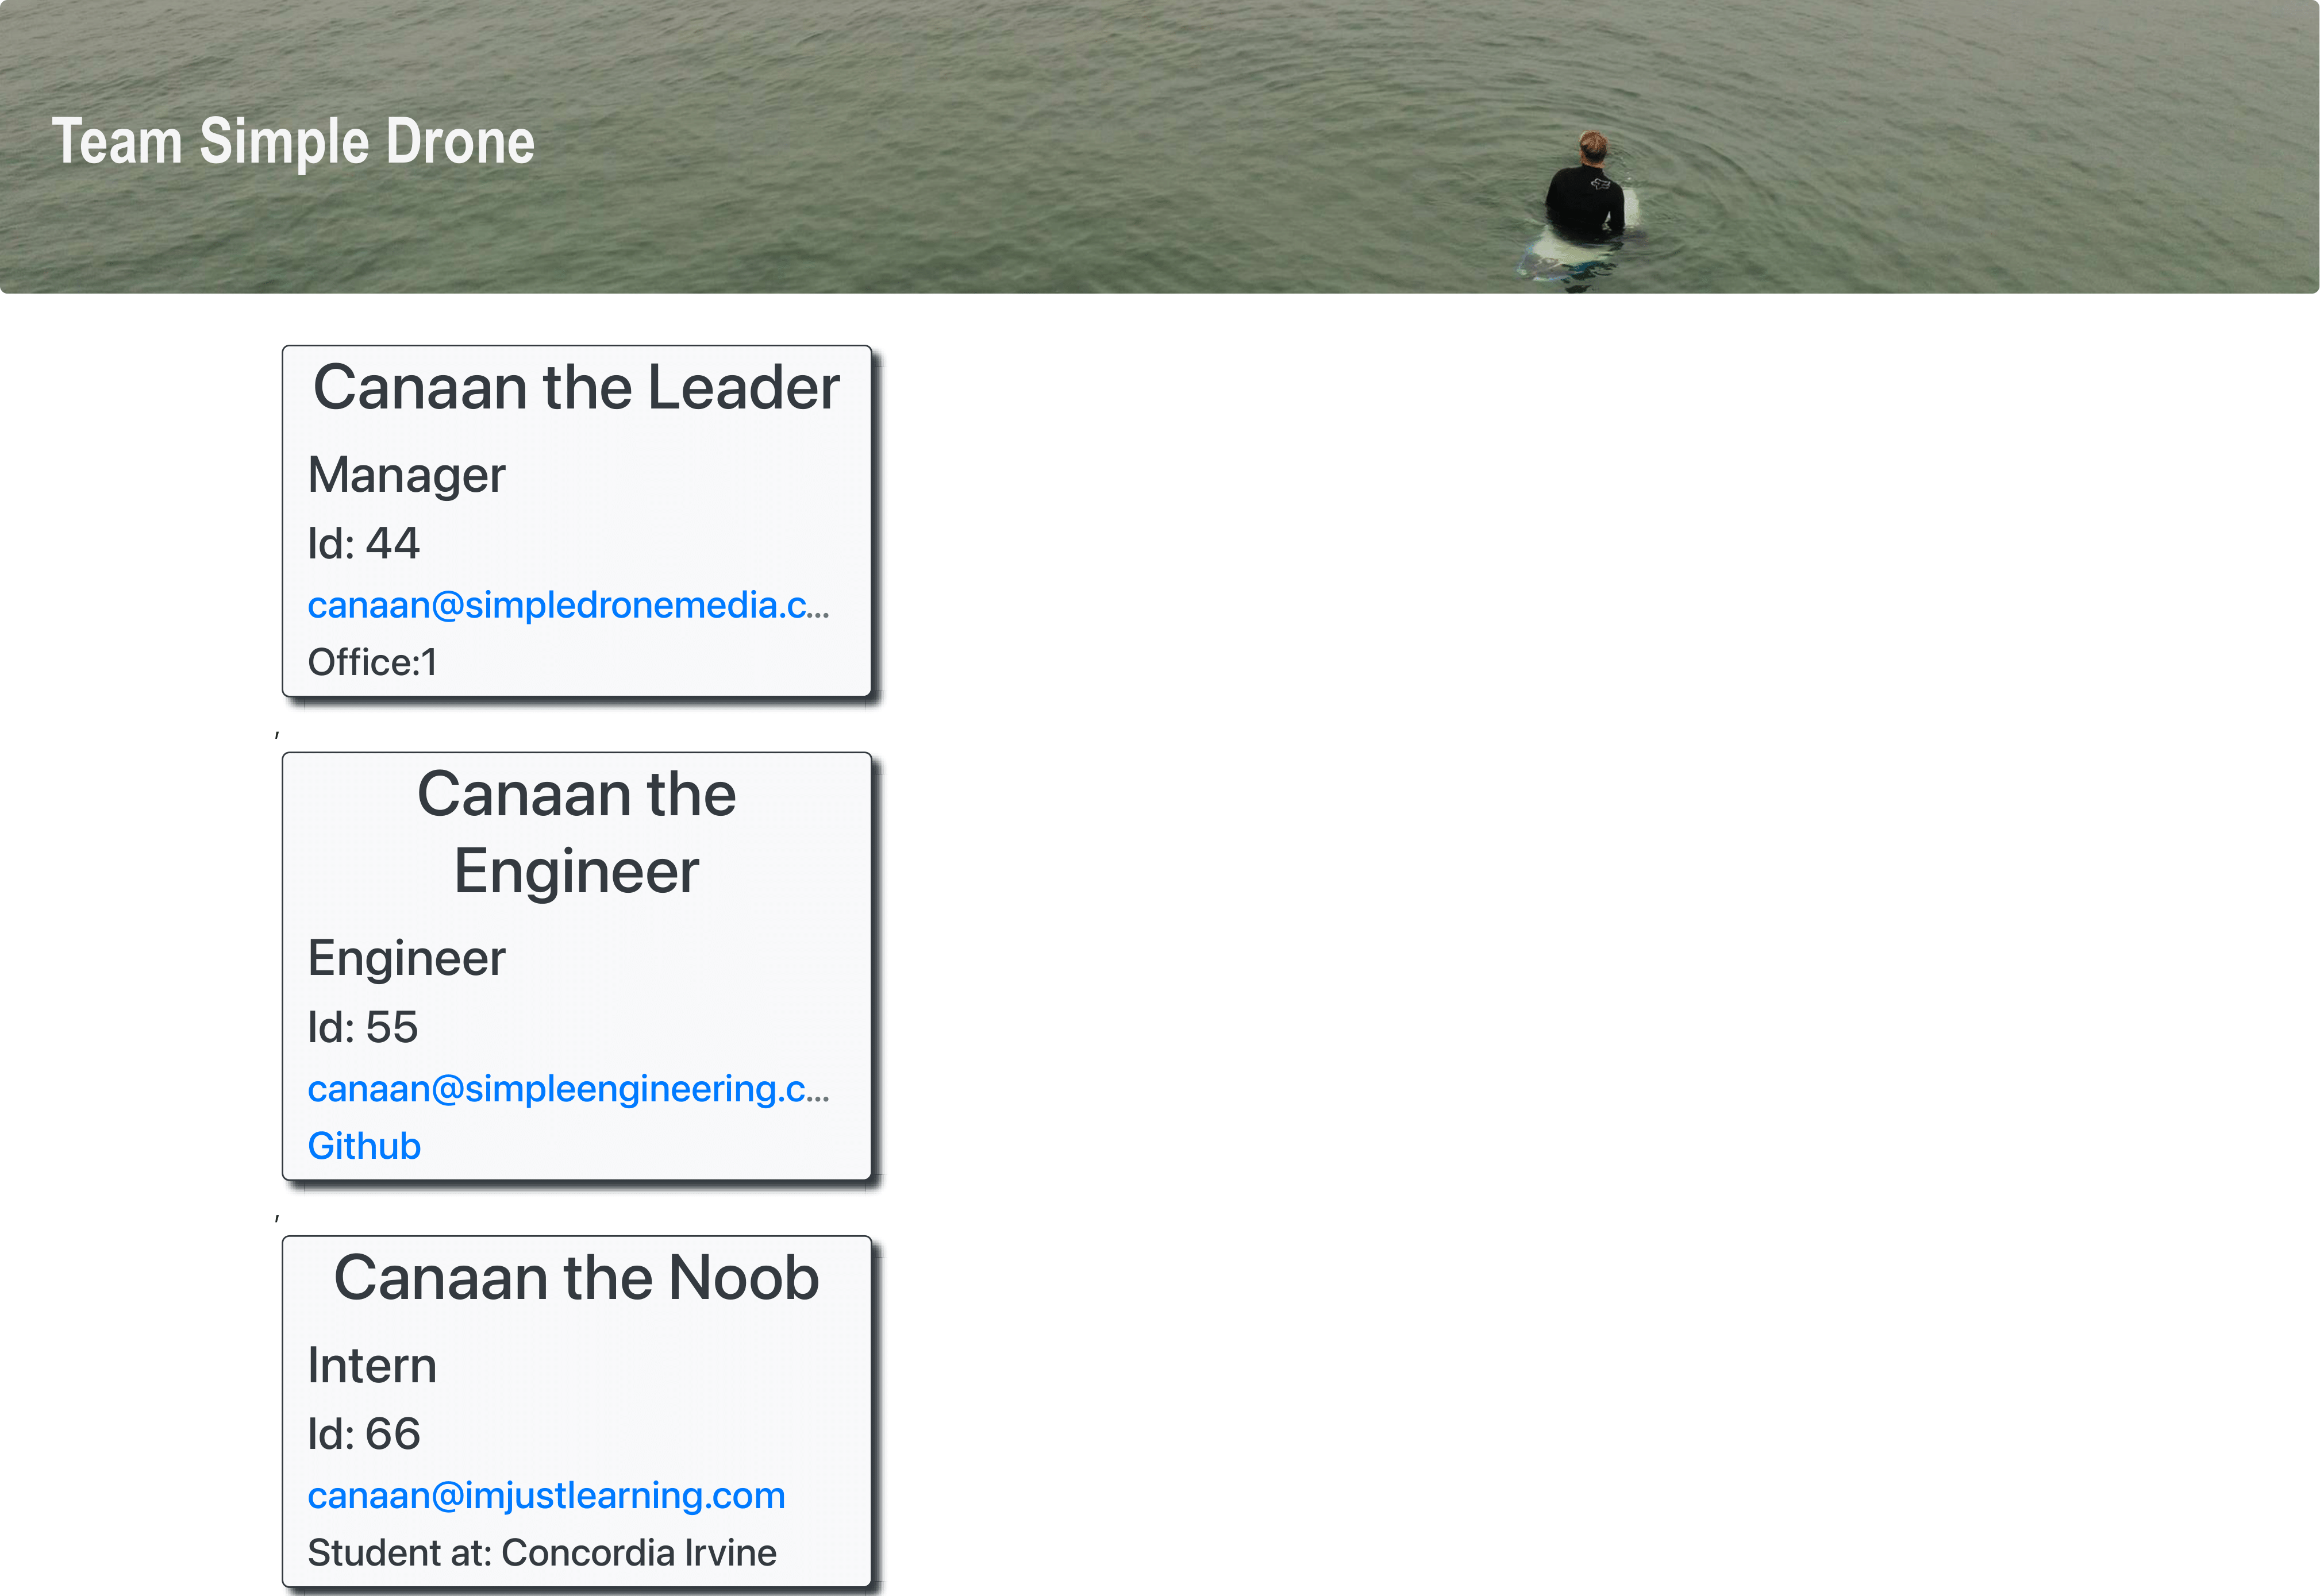 Team Simple Drone
Canaan the Leader
Manager
Id: 44
canaan@simpledronemedia.c...
Office:1
,
Canaan the
Engineer
Engineer
Id: 55
canaan@simpleengineering.c...
Github
,
Canaan the Noob
Intern
Id: 66
canaan@imjustlearning.com
Student at: Concordia Irvine